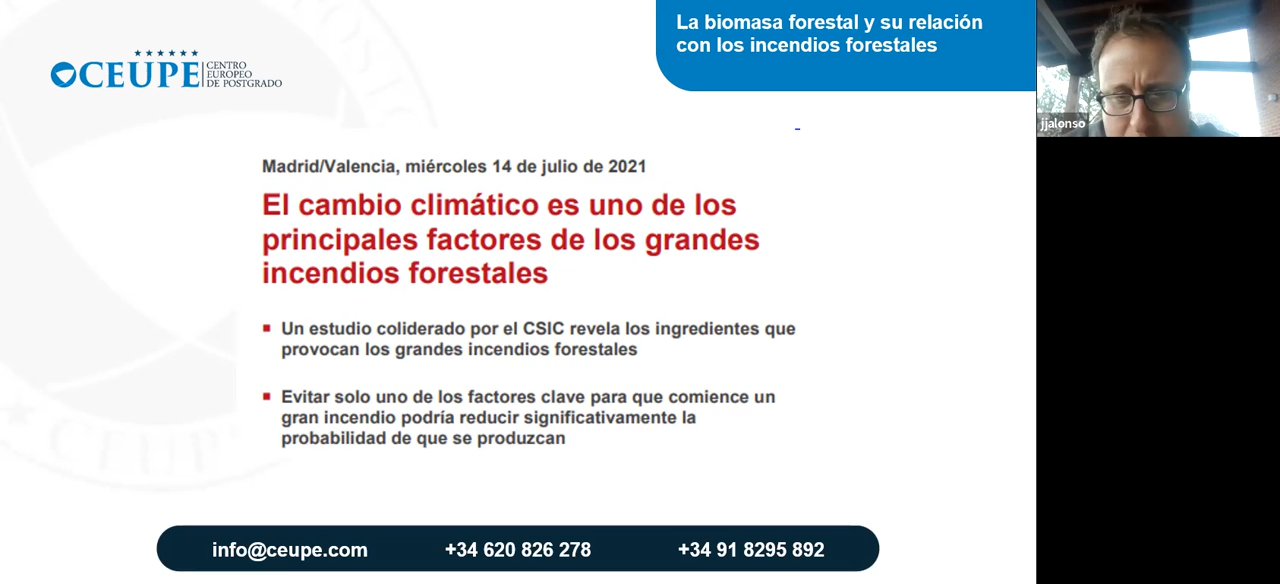 La biomasa forestal y su relación
con los incendios forestales
CEUPE
CENTRO
EUROPEO
DE POSTGRADO
jjalonso
Madrid/Valencia, miércoles 14 de julio de 2021
El cambio climático es uno de los
principales factores de los grandes
incendios forestales
Un estudio coliderado por el CSIC revela los ingredientes que
provocan los grandes incendios forestales
Evitar solo uno de los factores clave para que comience un
gran incendio podría reducir significativamente la
probabilidad de que se produzcan
CEUPE
info@ceupe.com +34 620 826 278 +34 91 8295 892